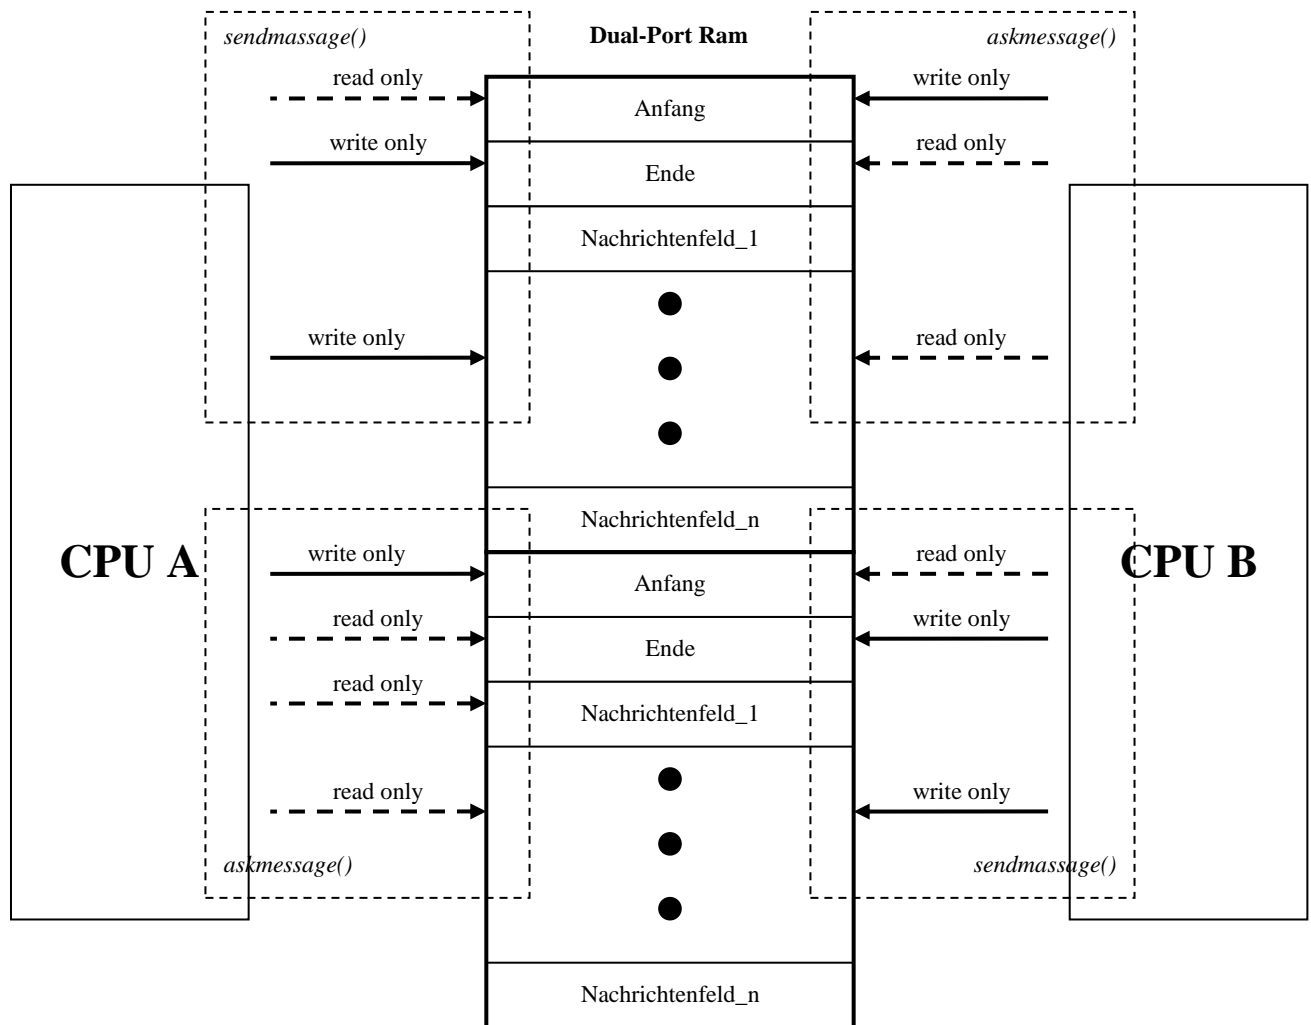 sendmassage()
Dual-Port Ram
askmessage()
read only
write only
Anfang
write only
read only
Ende
Nachrichtenfeld_1
write only
read only
Nachrichtenfeld_n
CPU A
write only
read only
CPU B
Anfang
read only
write only
Ende
read only
Nachrichtenfeld_1
read only
write only
askmessage()
sendmassage()
Nachrichtenfeld_n